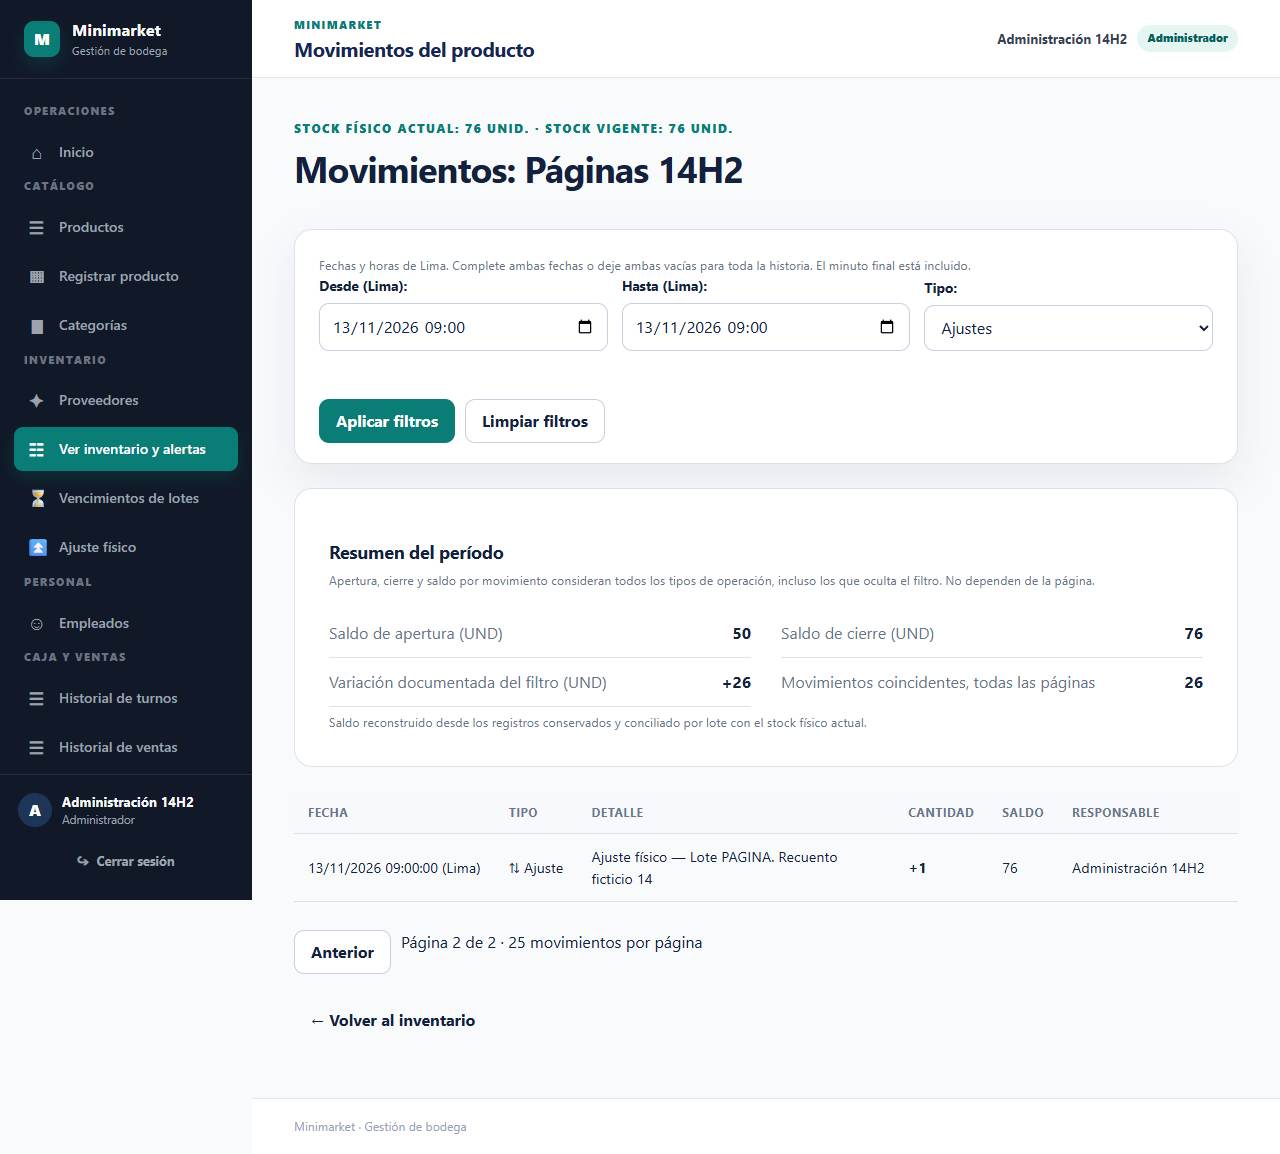 M
Minimarket
Gestión de bodega
OPERACIONES
Inicio
CATÁLOGO
Productos
Registrar producto
Categorías
INVENTARIO
Proveedores
Ver inventario y alertas
Vencimientos de lotes
Ajuste físico
PERSONAL
Empleados
CAJA Y VENTAS
Historial de turnos
Historial de ventas
A
Administración 14H2
Administrador
Cerrar sesión
MINIMARKET
Movimientos del producto
Administración 14H2
Administrador
STOCK FÍSICO ACTUAL: 76 UNID. · STOCK VIGENTE: 76 UNID.
Movimientos: Páginas 14H2
Fechas y horas de Lima. Complete ambas fechas o deje ambas vacías para toda la historia. El minuto final está incluido.
Desde (Lima):
13/11/2026 09:00
Hasta (Lima):
13/11/2026 09:00
Tipo:
Ajustes
Aplicar filtros
Limpiar filtros
Resumen del período
Apertura, cierre y saldo por movimiento consideran todos los tipos de operación, incluso los que oculta el filtro. No dependen de la página.
Saldo de apertura (UND) 50
Saldo de cierre (UND) 76
Variación documentada del filtro (UND) +26
Movimientos coincidentes, todas las páginas 26
Saldo reconstruido desde los registros conservados y conciliado por lote con el stock físico actual.
FECHA TIPO DETALLE CANTIDAD SALDO RESPONSABLE
13/11/2026 09:00:00 (Lima) ⇅ Ajuste Ajuste físico — Lote PAGINA. Recuento
ficticio 14
+1 76 Administración 14H2
Anterior
Página 2 de 2 · 25 movimientos por página
← Volver al inventario
Minimarket · Gestión de bodega